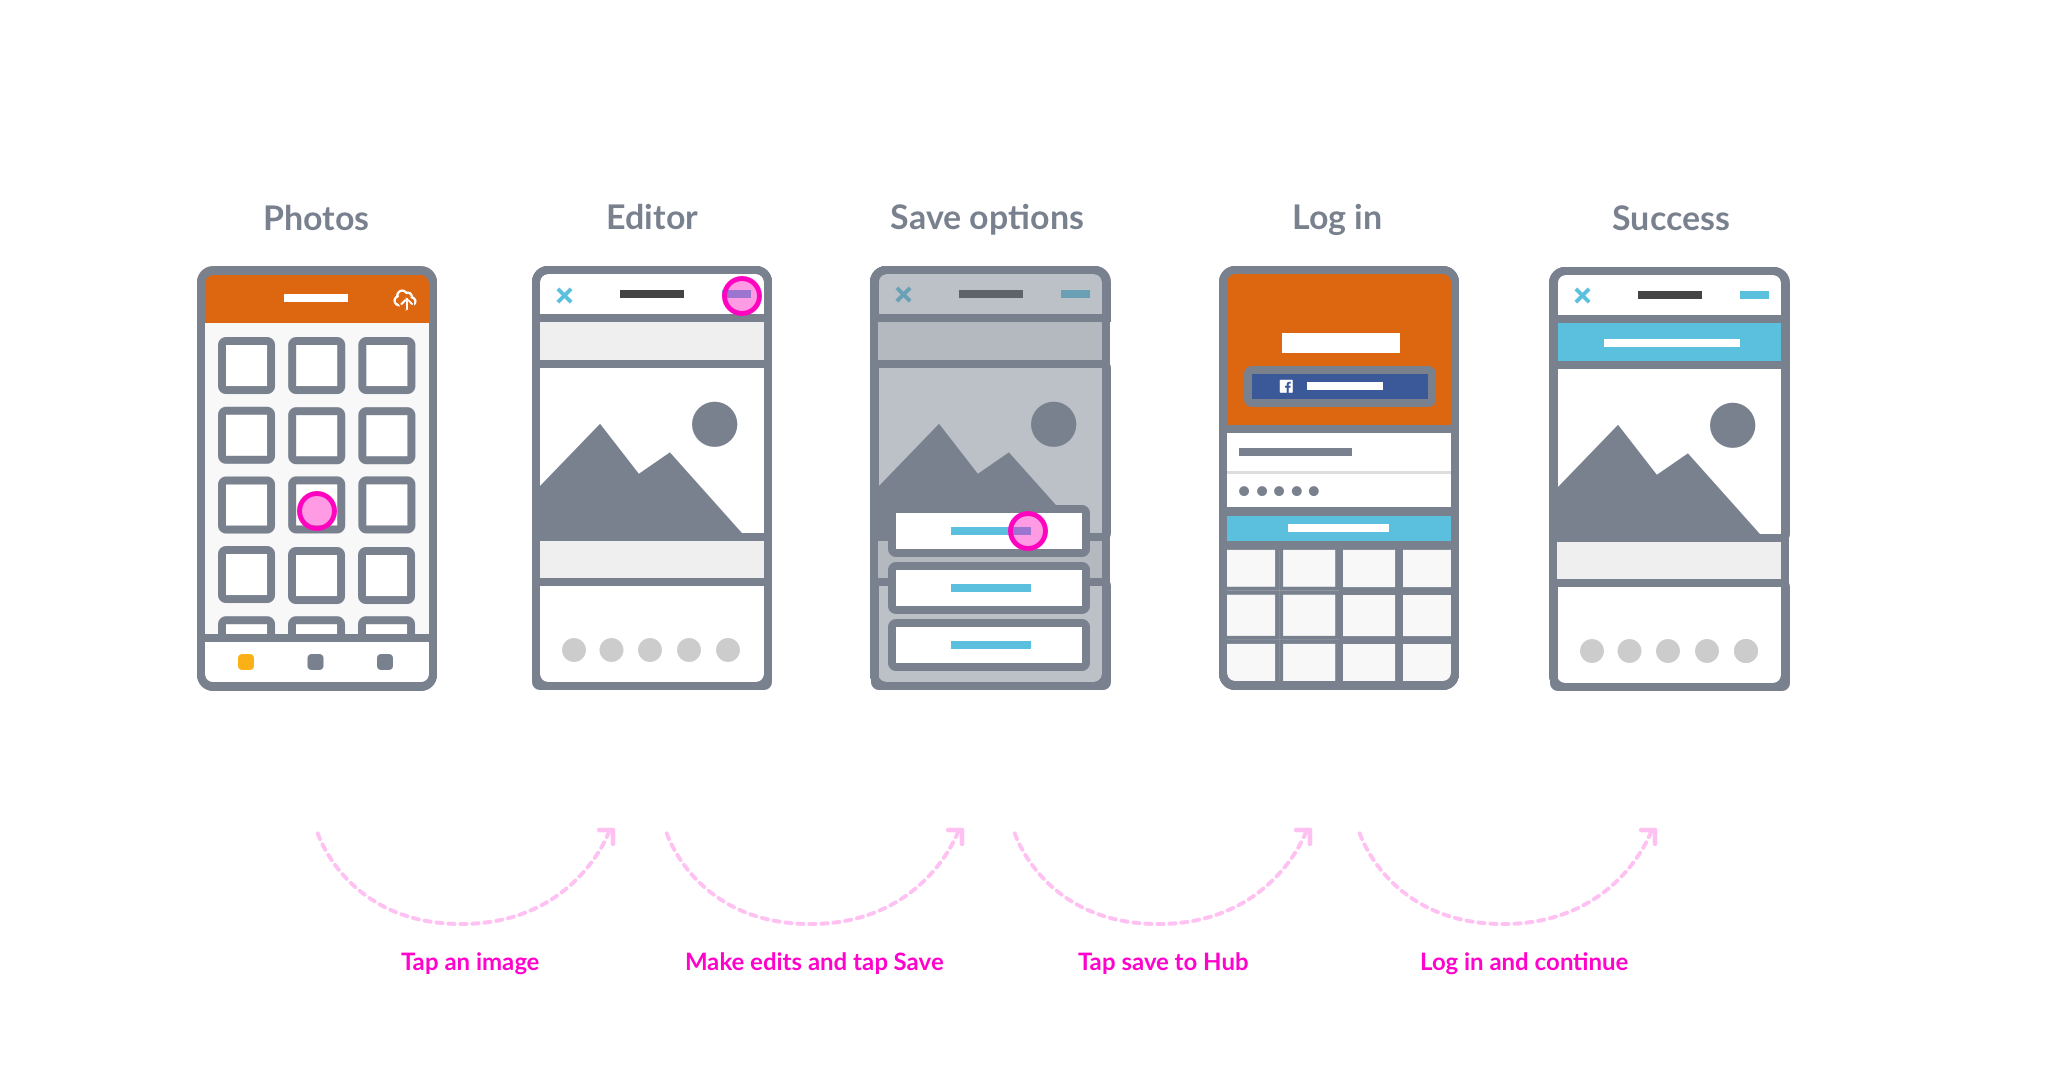 Photos
Editor
Save options
Log in
Success
Tap an image
Make edits and tap Save
Tap save to Hub
Log in and continue